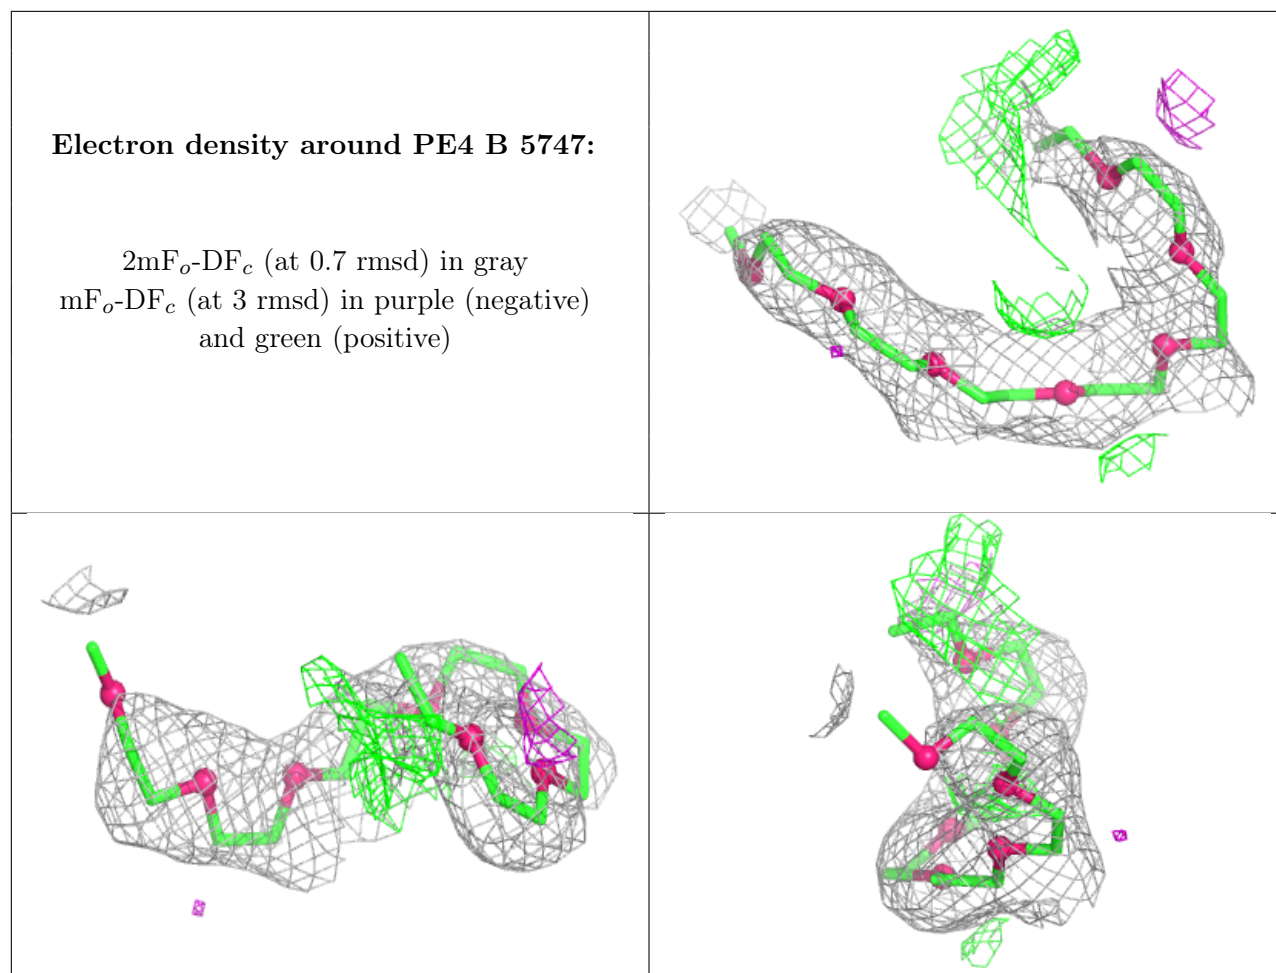 Electron density around PE4 B 5747:
2mFo-DFc (at 0.7 rmsd) in gray
mFo-DFc (at 3 rmsd) in purple (negative)
and green (positive)